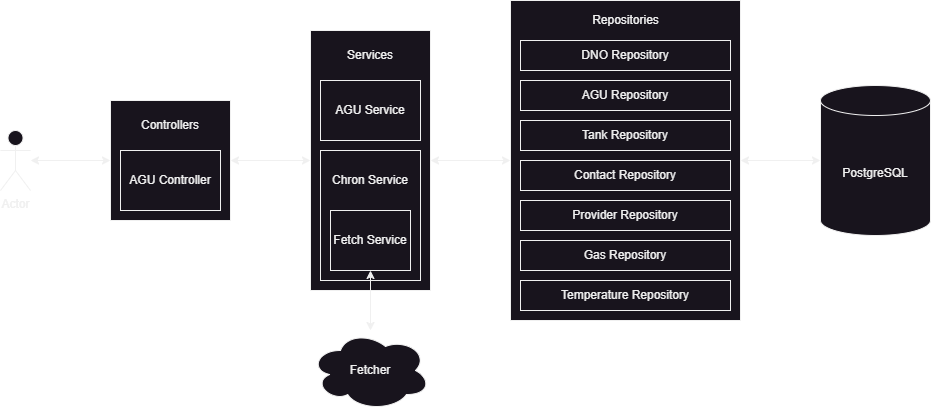 Actor
Controllers
AGU Controller
Services
AGU Service
Chron Service
Fetch Service
Fetcher
Repositories
DNO Repository
AGU Repository
Tank Repository
Contact Repository
Provider Repository
Gas Repository
Temperature Repository
PostgreSQL